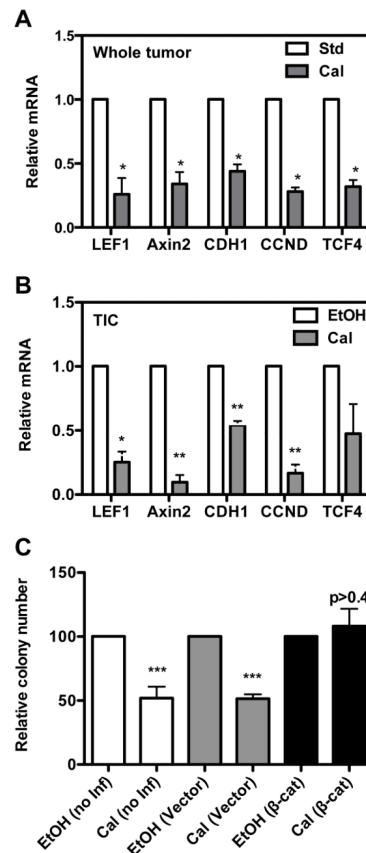 A
Whole tumor
Std
Cal
Relative mRNA
1.5
1.0
0.5
0.0
* * * * *
LEF1 Axin2 CDH1 CCND TCF4
B
TIC
EtOH
Cal
Relative mRNA
1.5
1.0
0.5
0.0
* ** ** **
LEF1 Axin2 CDH1 CCND TCF4
C
Relative colony number
150
100
50
0
*** *** p>0.4
EtOH (no Inf)
Cal (no Inf)
EtOH (Vector)
Cal (Vector)
EtOH (β-cat)
Cal (β-cat)